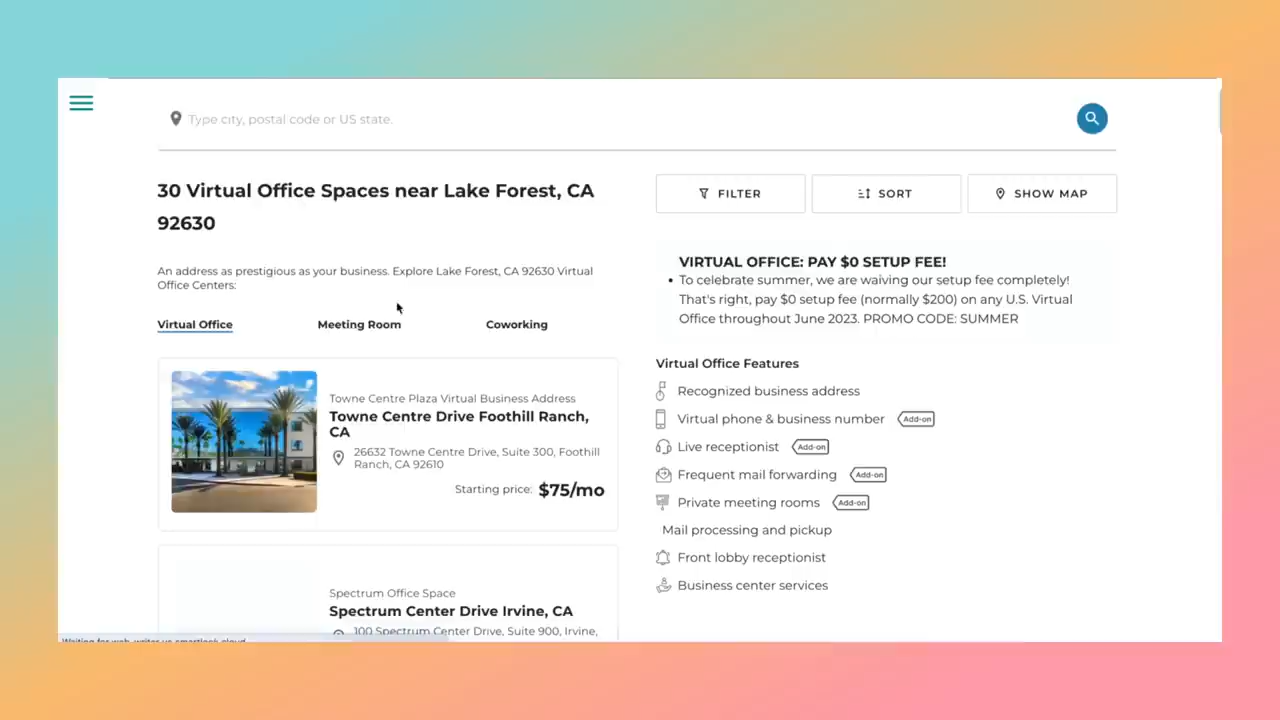 Type city, postal code or US state.
30 Virtual Office Spaces near Lake Forest, CA
92630
An address as prestigious as your business. Explore Lake Forest, CA 92630 Virtual
Office Centers:
Virtual Office
Meeting Room
Coworking
Towne Centre Plaza Virtual Business Address
Towne Centre Drive Foothill Ranch,
CA
26632 Towne Centre Drive, Suite 300, Foothill
Ranch, CA 92610
Starting price: $75/mo
Spectrum Office Space
Spectrum Center Drive Irvine, CA
100 Spectrum Center Drive, Suite 900, Irvine,
FILTER
SORT
SHOW MAP
VIRTUAL OFFICE: PAY $0 SETUP FEE!
• To celebrate summer, we are waiving our setup fee completely!
That's right, pay $0 setup fee (normally $200) on any U.S. Virtual
Office throughout June 2023. PROMO CODE: SUMMER
Virtual Office Features
Recognized business address
Virtual phone & business number Add-on
Live receptionist Add-on
Frequent mail forwarding Add-on
Private meeting rooms Add-on
Mail processing and pickup
Front lobby receptionist
Business center services